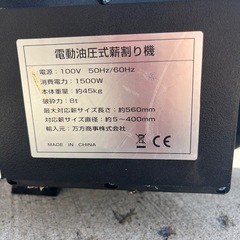 電動油圧式薪割り機
電源：100V 50Hz/60Hz
消費電力：1500W
本体重量：約45kg
破砕力：8t
最大対応薪サイズ長さ：約560mm
対応薪サイズ直径：約5～400mm
輸入元：万方商事株式会社
MADE IN CHINA
CE